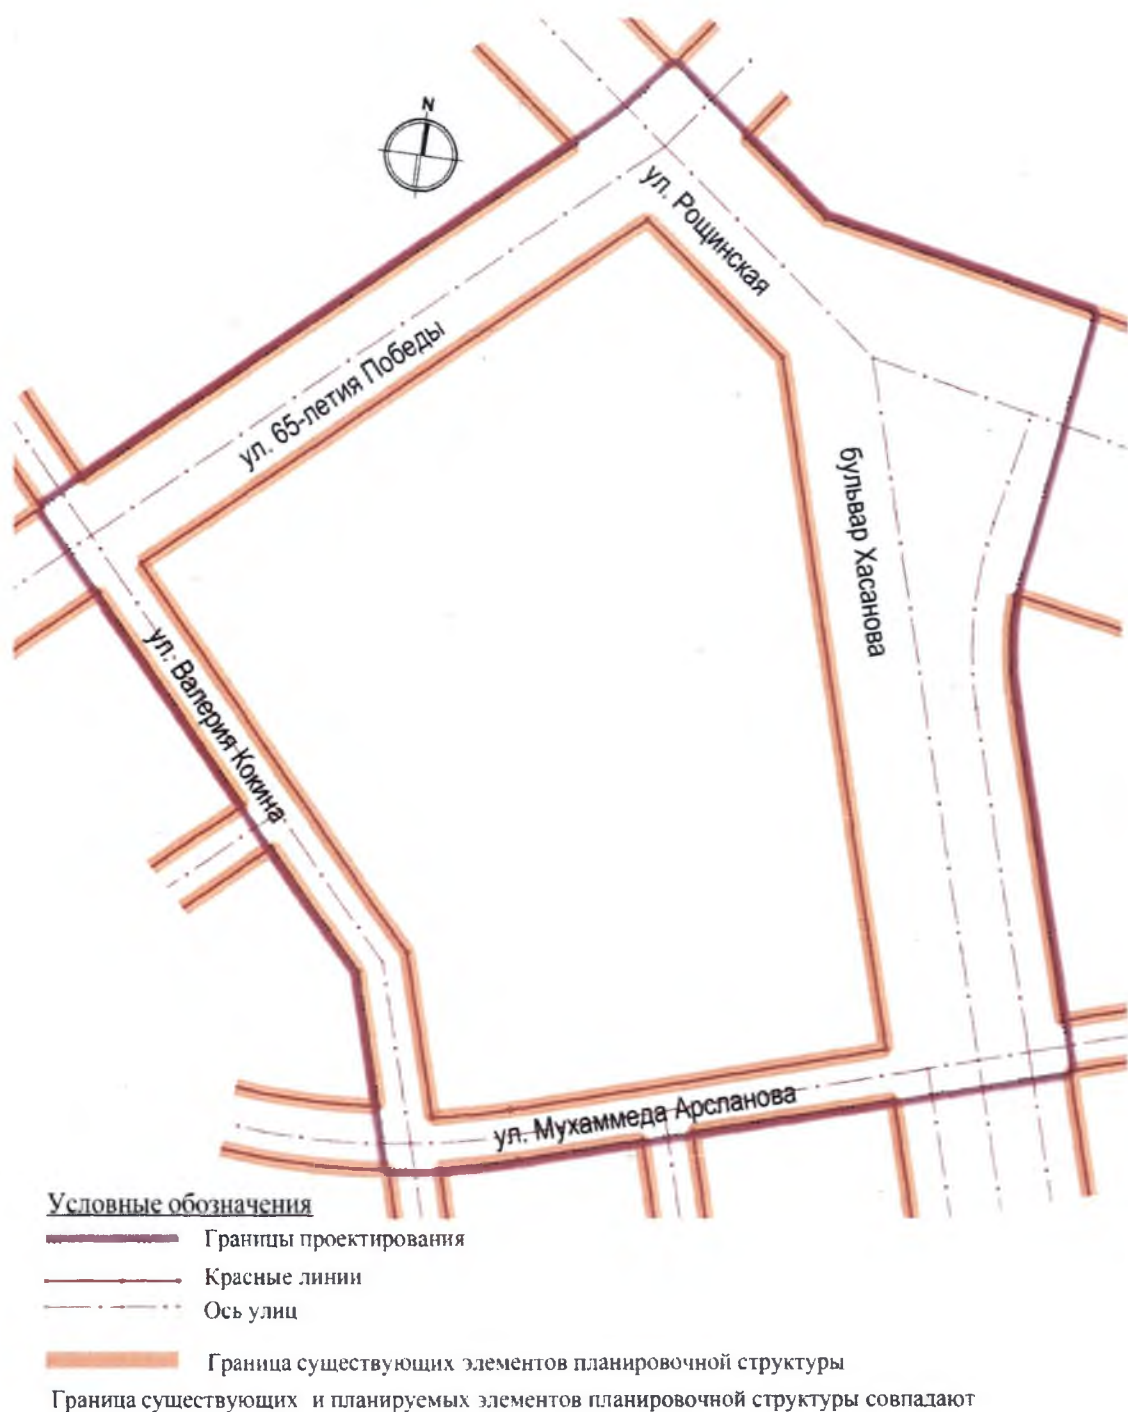 N
ул. Рощинская
ул. 65-летия Победы
бульвар Хасанова
ул. Валерия Кокина
ул. Мухаммеда Арсланова
Условные обозначения
Границы проектирования
Красные линии
Ось улиц
Граница существующих элементов планировочной структуры
Граница существующих и планируемых элементов планировочной структуры совпадают